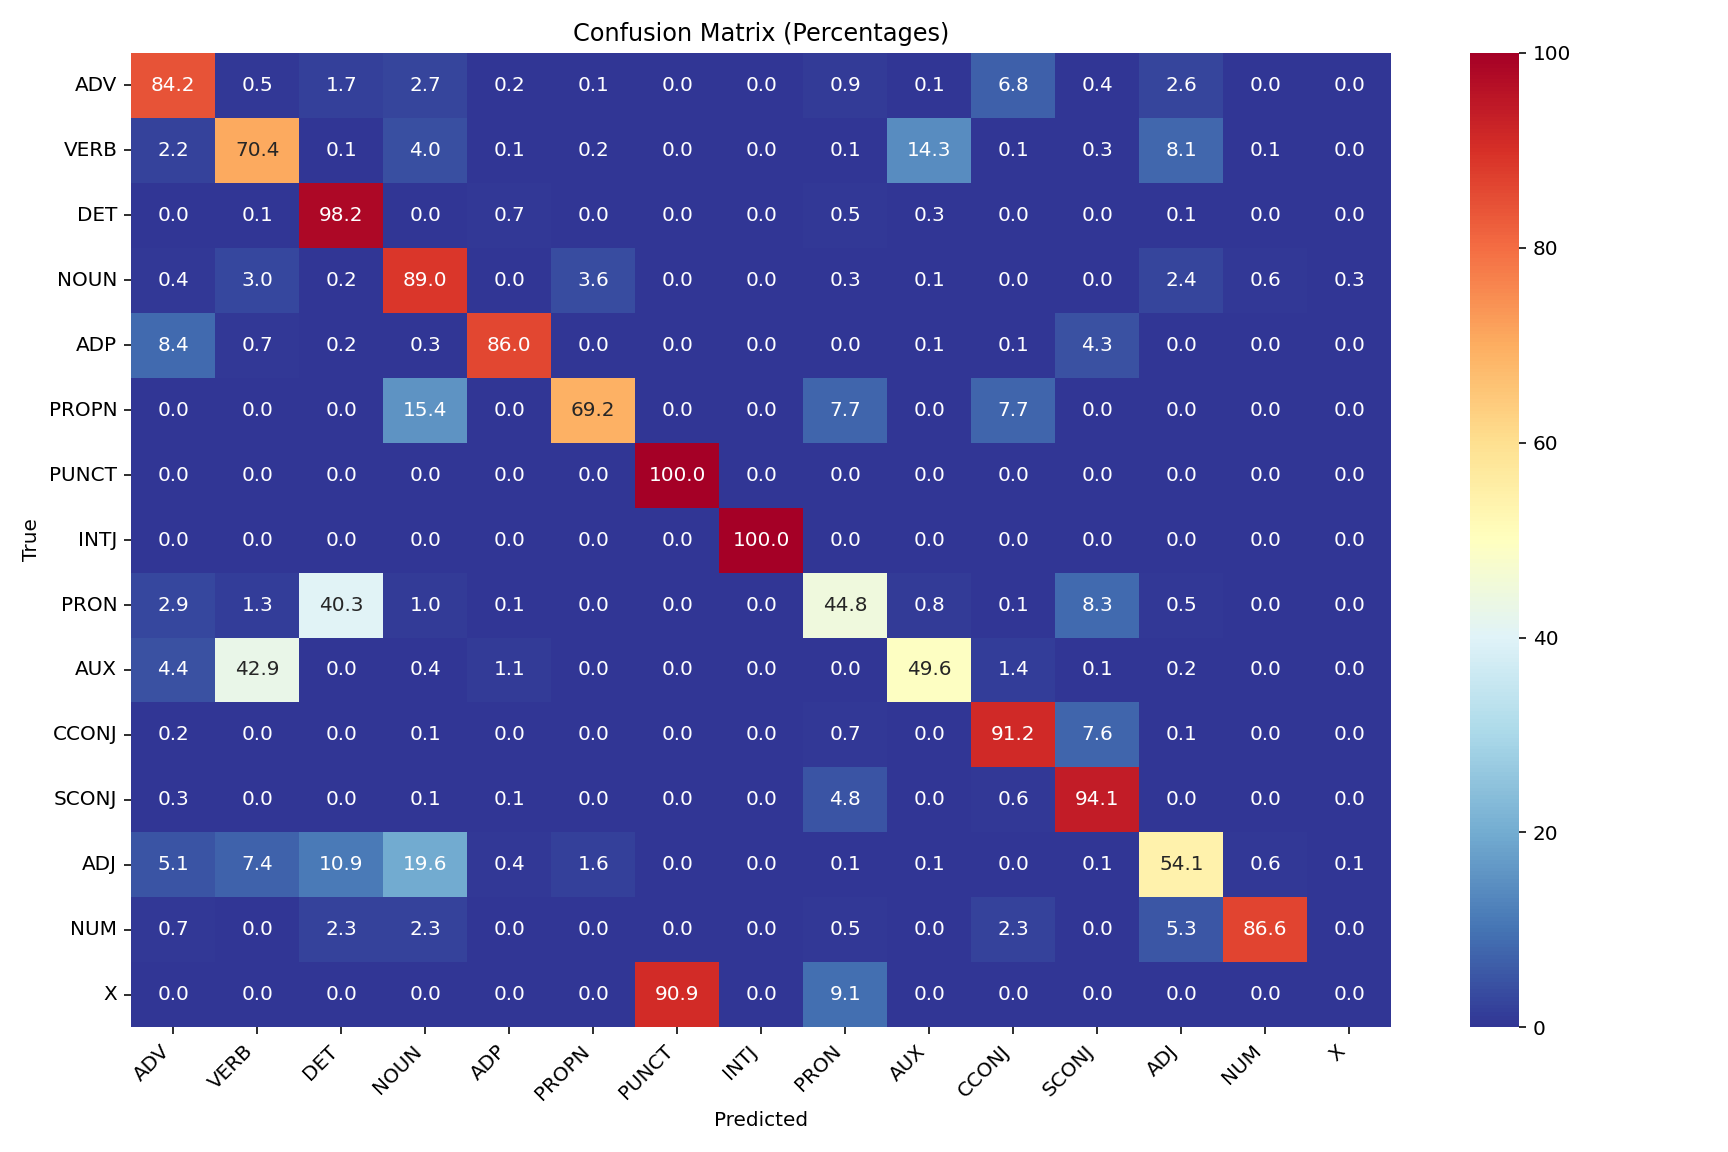 Confusion Matrix (Percentages)
ADV 84.2 0.5 1.7 2.7 0.2 0.1 0.0 0.0 0.9 0.1 6.8 0.4 2.6 0.0 0.0
VERB 2.2 70.4 0.1 4.0 0.1 0.2 0.0 0.0 0.1 14.3 0.1 0.3 8.1 0.1 0.0
DET 0.0 0.1 98.2 0.0 0.7 0.0 0.0 0.0 0.5 0.3 0.0 0.0 0.1 0.0 0.0
NOUN 0.4 3.0 0.2 89.0 0.0 3.6 0.0 0.0 0.3 0.1 0.0 0.0 2.4 0.6 0.3
ADP 8.4 0.7 0.2 0.3 86.0 0.0 0.0 0.0 0.0 0.1 0.1 4.3 0.0 0.0 0.0
PROPN 0.0 0.0 0.0 15.4 0.0 69.2 0.0 0.0 7.7 0.0 7.7 0.0 0.0 0.0 0.0
PUNCT 0.0 0.0 0.0 0.0 0.0 0.0 100.0 0.0 0.0 0.0 0.0 0.0 0.0 0.0 0.0
INTJ 0.0 0.0 0.0 0.0 0.0 0.0 0.0 100.0 0.0 0.0 0.0 0.0 0.0 0.0 0.0
PRON 2.9 1.3 40.3 1.0 0.1 0.0 0.0 0.0 44.8 0.8 0.1 8.3 0.5 0.0 0.0
AUX 4.4 42.9 0.0 0.4 1.1 0.0 0.0 0.0 0.0 49.6 1.4 0.1 0.2 0.0 0.0
CCONJ 0.2 0.0 0.0 0.1 0.0 0.0 0.0 0.0 0.7 0.0 91.2 7.6 0.1 0.0 0.0
SCONJ 0.3 0.0 0.0 0.1 0.1 0.0 0.0 0.0 4.8 0.0 0.6 94.1 0.0 0.0 0.0
ADJ 5.1 7.4 10.9 19.6 0.4 1.6 0.0 0.0 0.1 0.1 0.0 0.1 54.1 0.6 0.1
NUM 0.7 0.0 2.3 2.3 0.0 0.0 0.0 0.0 0.5 0.0 2.3 0.0 5.3 86.6 0.0
X 0.0 0.0 0.0 0.0 0.0 0.0 90.9 0.0 9.1 0.0 0.0 0.0 0.0 0.0 0.0
ADV VERB DET NOUN ADP PROPN PUNCT INTJ PRON AUX CCONJ SCONJ ADJ NUM X
Predicted
True
100
80
60
40
20
0